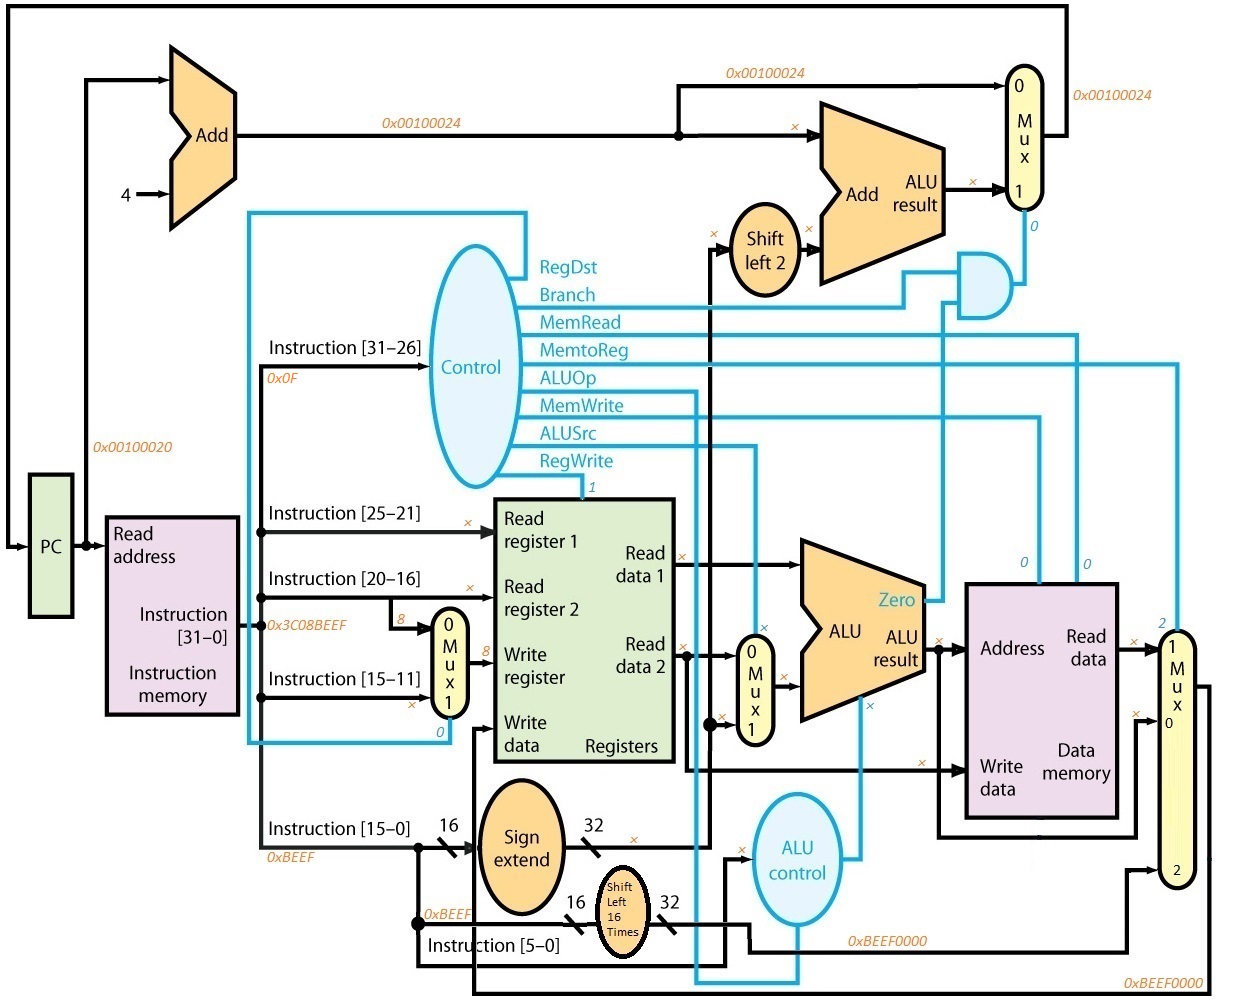 0x00100024
0
Mux
1
0x00100024
0x00100024
×
Add
4
Add
ALU
result
×
0
×
Shift
left 2
×
RegDst
Branch
MemRead
MemtoReg
ALUOp
MemWrite
ALUSrc
RegWrite
1
Control
Instruction [31–26]
0x0F
0x00100020
PC
Read
address
Instruction
[31–0]
Instruction
memory
0x3C08BEEF
Instruction [25–21]
×
Instruction [20–16]
×
8
0
Mux
1
8
0
Instruction [15–11]
×
Read
register 1
Read
register 2
Write
register
Write
data
Registers
Read
data 1
Read
data 2
×
×
×
×
0
Mux
1
×
ALU
Zero
ALU
result
×
×
×
0
0
Address
Read
data
Write
data
Data
memory
×
×
2
1
Mux
0
2
Instruction [15–0]
0xBEEF
16
Sign
extend
32
×
×
ALU
control
0xBEEF
16
Shift
Left
16
Times
32
Instruction [5–0]
0xBEEF0000
0xBEEF0000